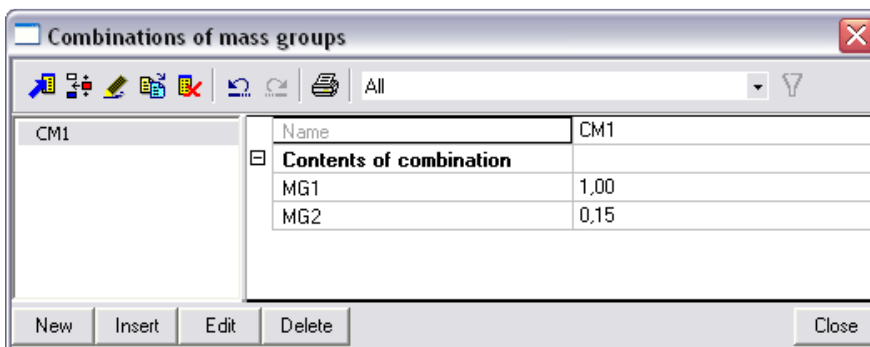 Combinations of mass groups
All
CM1
Name CM1
Contents of combination
MG1 1,00
MG2 0,15
New Insert Edit Delete Close